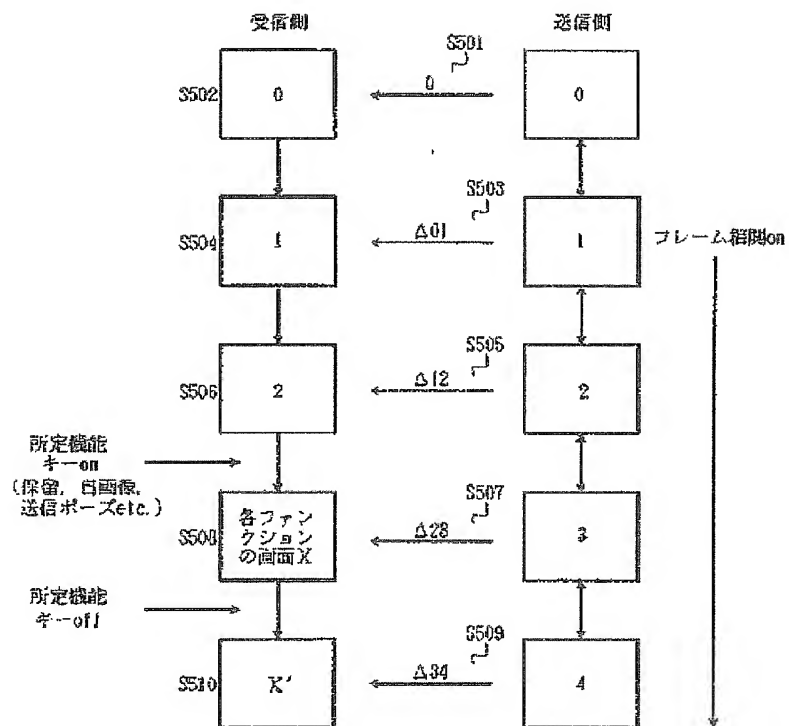 受信側
送信側
S501
S502
0
0
0
S503
S504
1
Δ01
1
フレーム相関on
S505
S506
2
Δ12
2
所定機能
キーon
(保留, 自画像,
送信ポーズetc.)
S507
S508
各ファン
クション
の画面X
Δ23
3
所定機能
キーoff
S509
S510
X'
Δ34
4